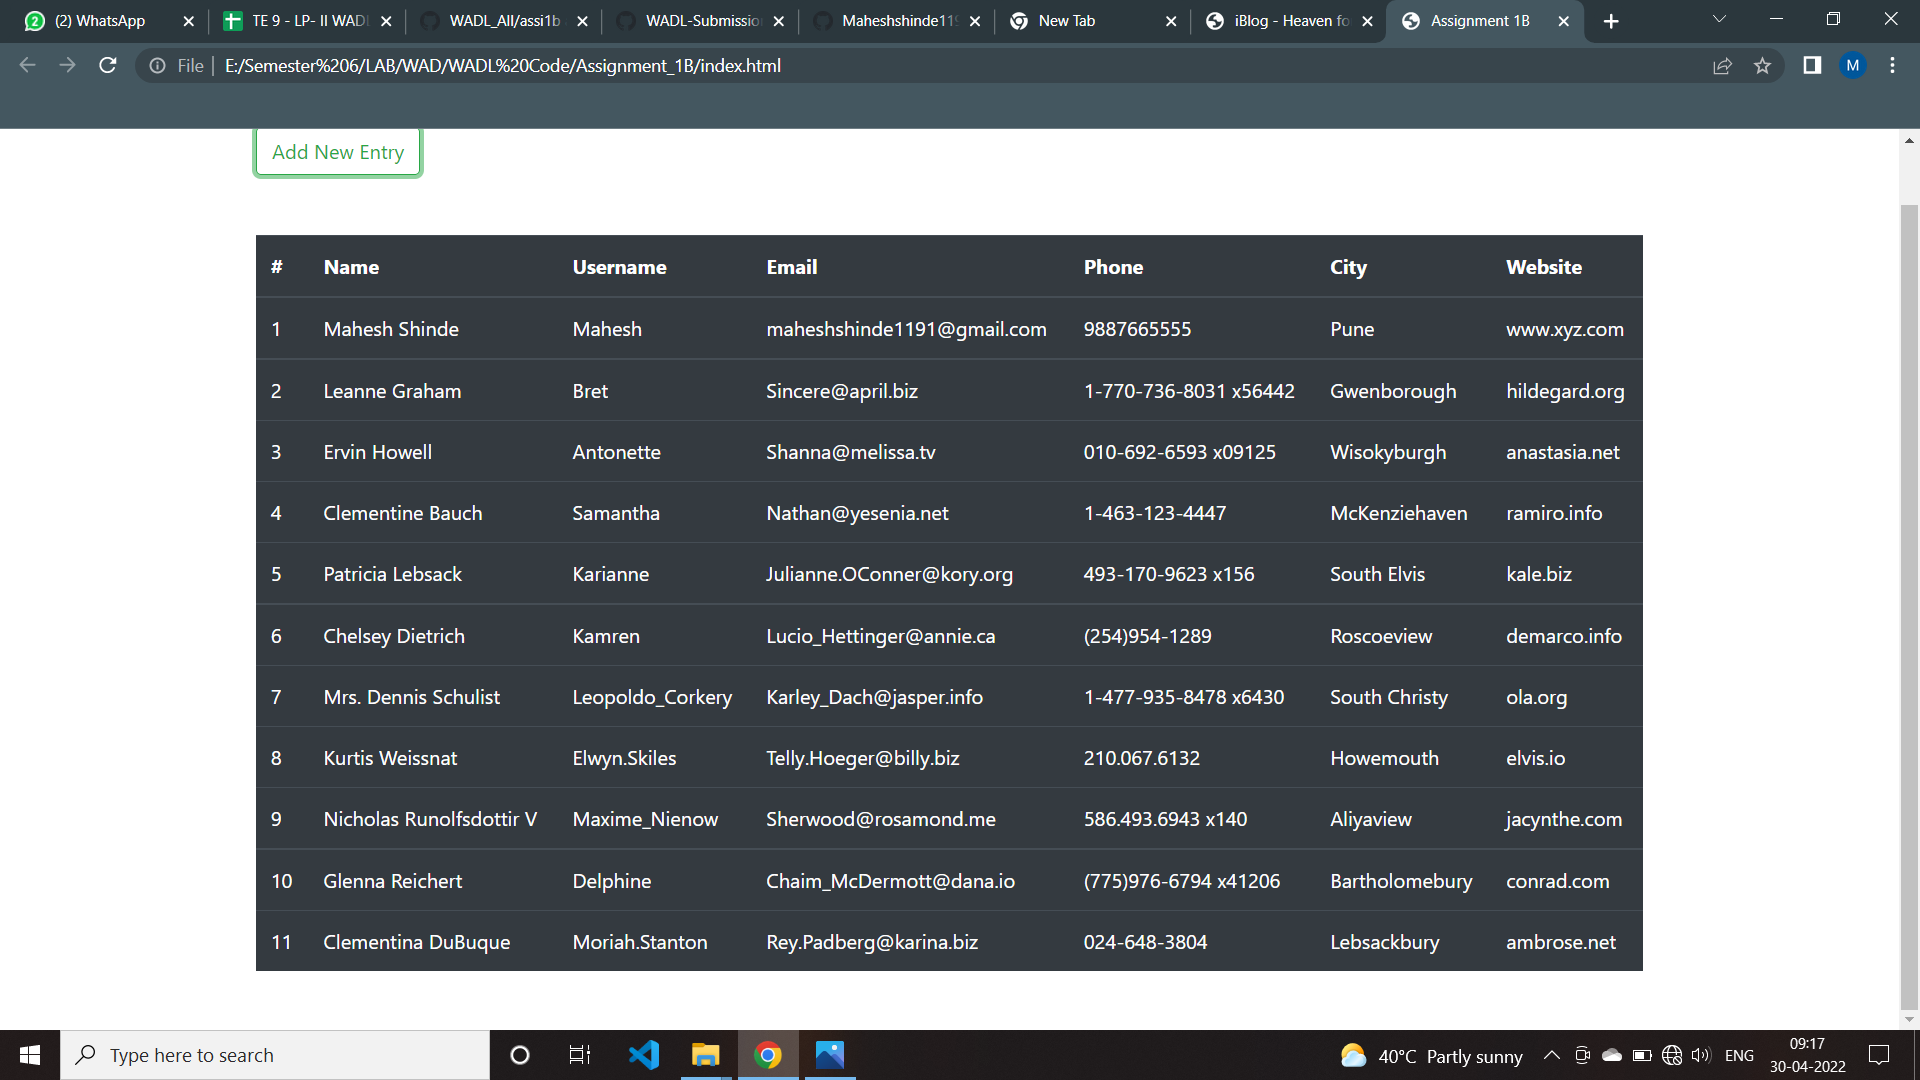 (2) WhatsApp
TE 9 - LP- II WADL
WADL_All/assi1b
WADL-Submission
Maheshshinde119
New Tab
iBlog - Heaven fo
Assignment 1B
File | E:/Semester%206/LAB/WAD/WADL%20Code/Assignment_1B/index.html
M
Add New Entry
# Name Username Email Phone City Website
1 Mahesh Shinde Mahesh maheshshinde1191@gmail.com 9887665555 Pune www.xyz.com
2 Leanne Graham Bret Sincere@april.biz 1-770-736-8031 x56442 Gwenborough hildegard.org
3 Ervin Howell Antonette Shanna@melissa.tv 010-692-6593 x09125 Wisokyburgh anastasia.net
4 Clementine Bauch Samantha Nathan@yesenia.net 1-463-123-4447 McKenziehaven ramiro.info
5 Patricia Lebsack Karianne Julianne.OConner@kory.org 493-170-9623 x156 South Elvis kale.biz
6 Chelsey Dietrich Kamren Lucio_Hettinger@annie.ca (254)954-1289 Roscoeview demarco.info
7 Mrs. Dennis Schulist Leopoldo_Corkery Karley_Dach@jasper.info 1-477-935-8478 x6430 South Christy ola.org
8 Kurtis Weissnat Elwyn.Skiles Telly.Hoeger@billy.biz 210.067.6132 Howemouth elvis.io
9 Nicholas Runolfsdottir V Maxime_Nienow Sherwood@rosamond.me 586.493.6943 x140 Aliyaview jacynthe.com
10 Glenna Reichert Delphine Chaim_McDermott@dana.io (775)976-6794 x41206 Bartholomebury conrad.com
11 Clementina DuBuque Moriah.Stanton Rey.Padberg@karina.biz 024-648-3804 Lebsackbury ambrose.net
Type here to search
40°C Partly sunny
ENG
09:17
30-04-2022